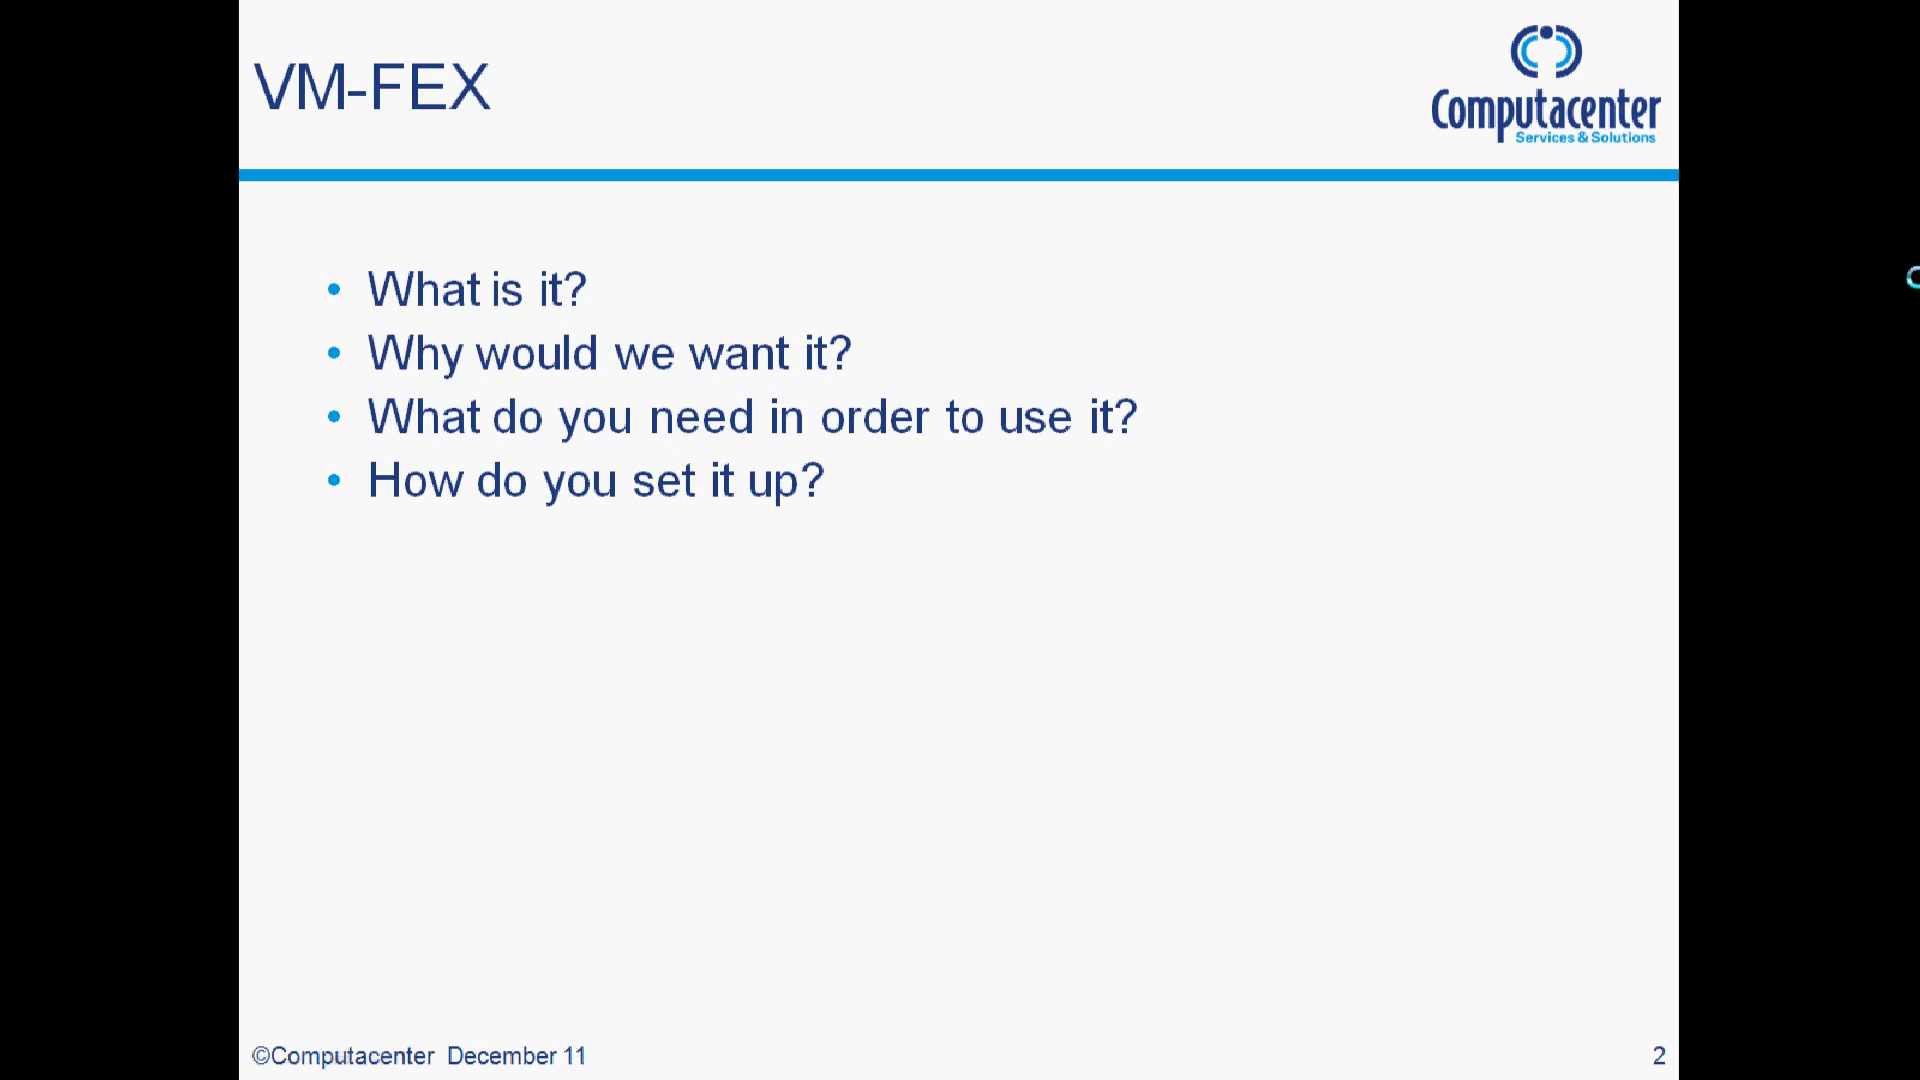 VM-FEX
Computacenter
Services & Solutions
• What is it?
• Why would we want it?
• What do you need in order to use it?
• How do you set it up?
©Computacenter December 11
2